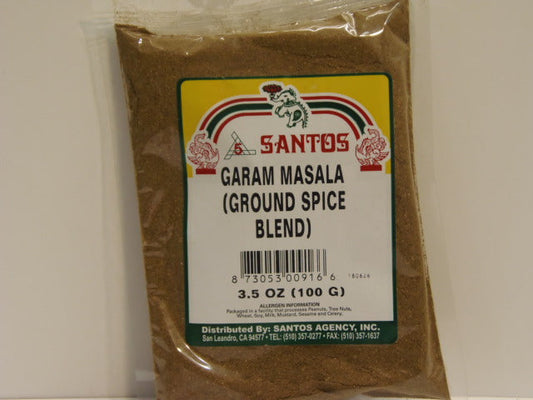 5 SANTOS
GARAM MASALA
(GROUND SPICE
BLEND)
8 73053 00916 6 180626
3.5 OZ (100 G)
ALLERGEN INFORMATION
Packaged in a facility that processes Peanuts, Tree Nuts,
Wheat, Soy, Milk, Mustard, Sesame and Celery.
Distributed By: SANTOS AGENCY, INC.
San Leandro, CA 94577 • TEL: (510) 357-0277 • FAX: (510) 357-1637